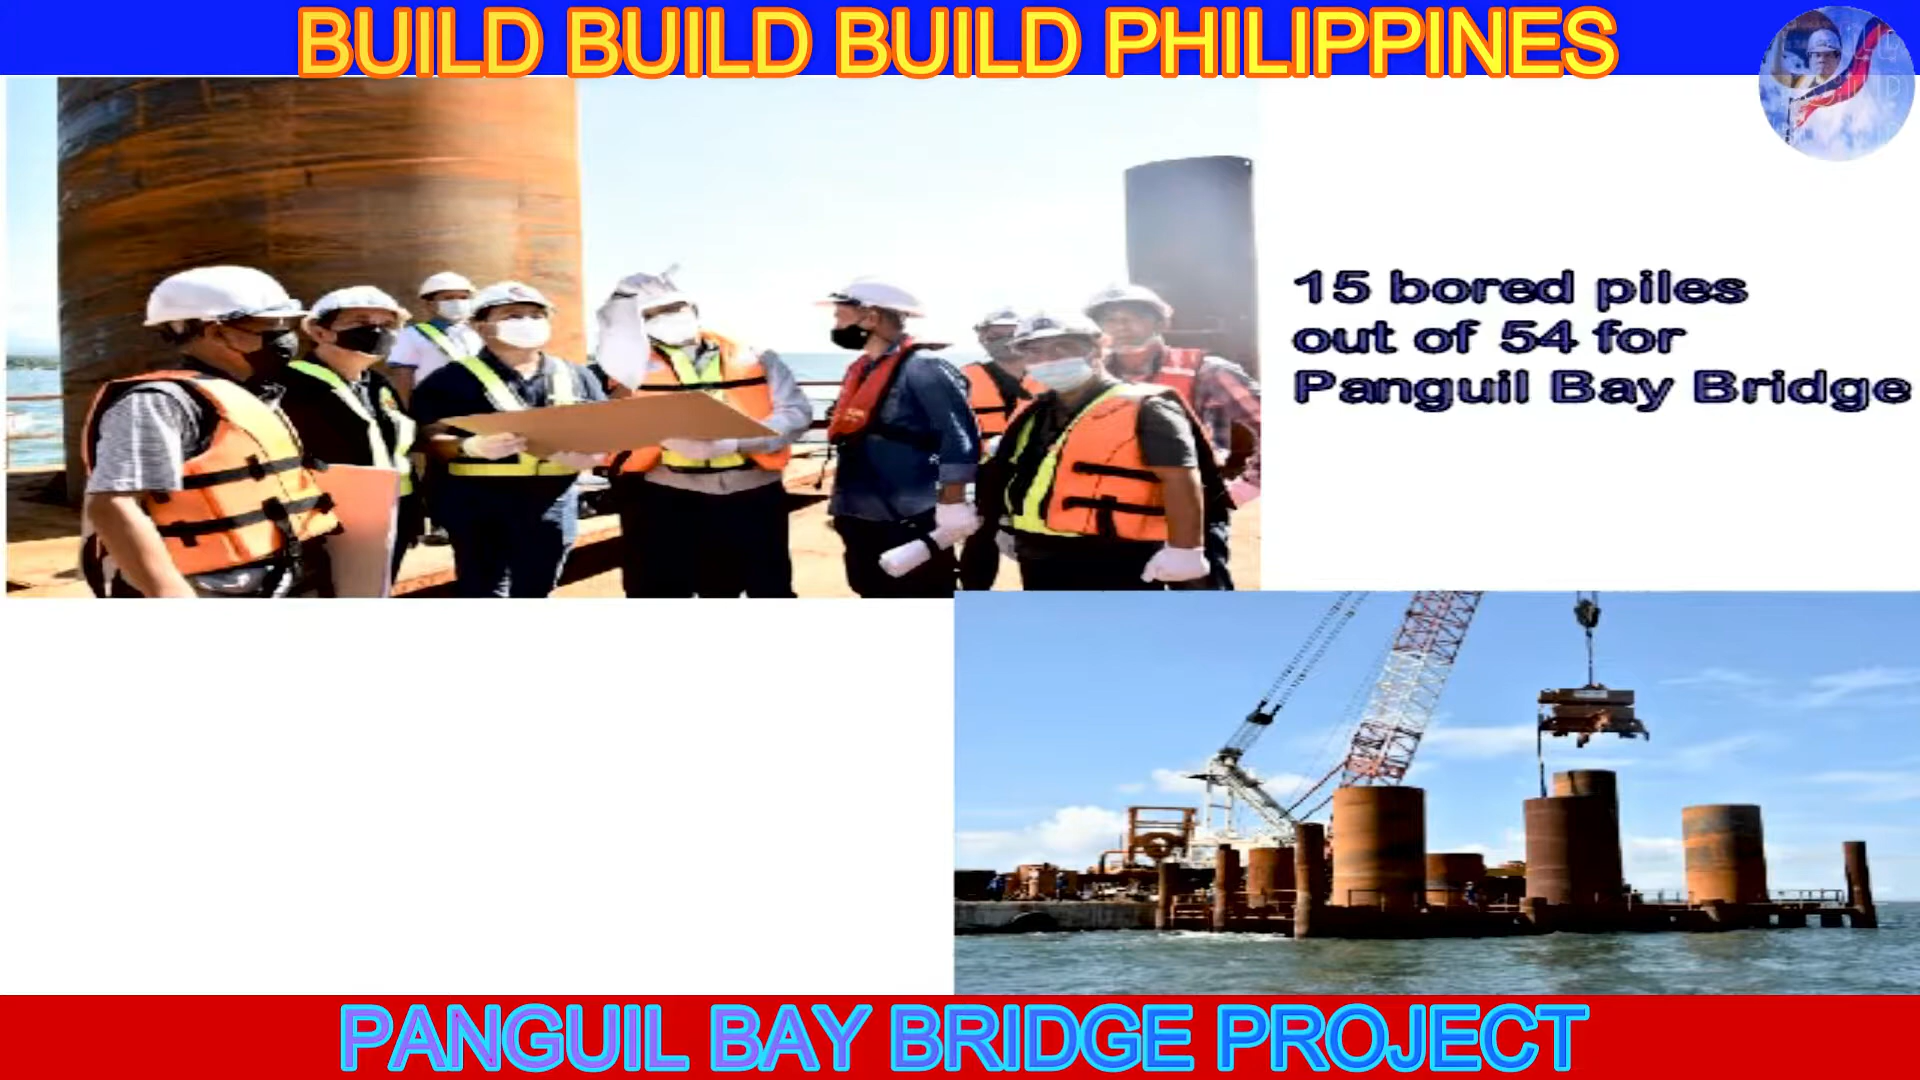 BUILD BUILD BUILD PHILIPPINES
15 bored piles
out of 54 for
Panguil Bay Bridge
PANGUIL BAY BRIDGE PROJECT